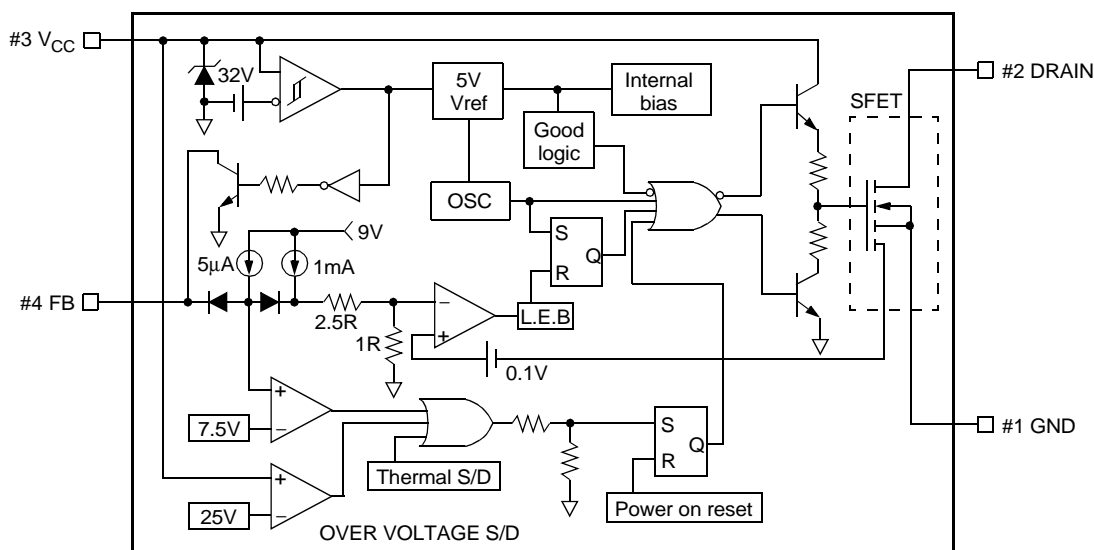 #3 VCC
#2 DRAIN
32V
5V
Vref
Internal
bias
SFET
Good
logic
OSC
9V
S
Q
R
5μA
1mA
#4 FB
2.5R
−
+
L.E.B
1R
0.1V
+
−
7.5V
S
Q
R
#1 GND
Thermal S/D
+
−
25V
Power on reset
OVER VOLTAGE S/D